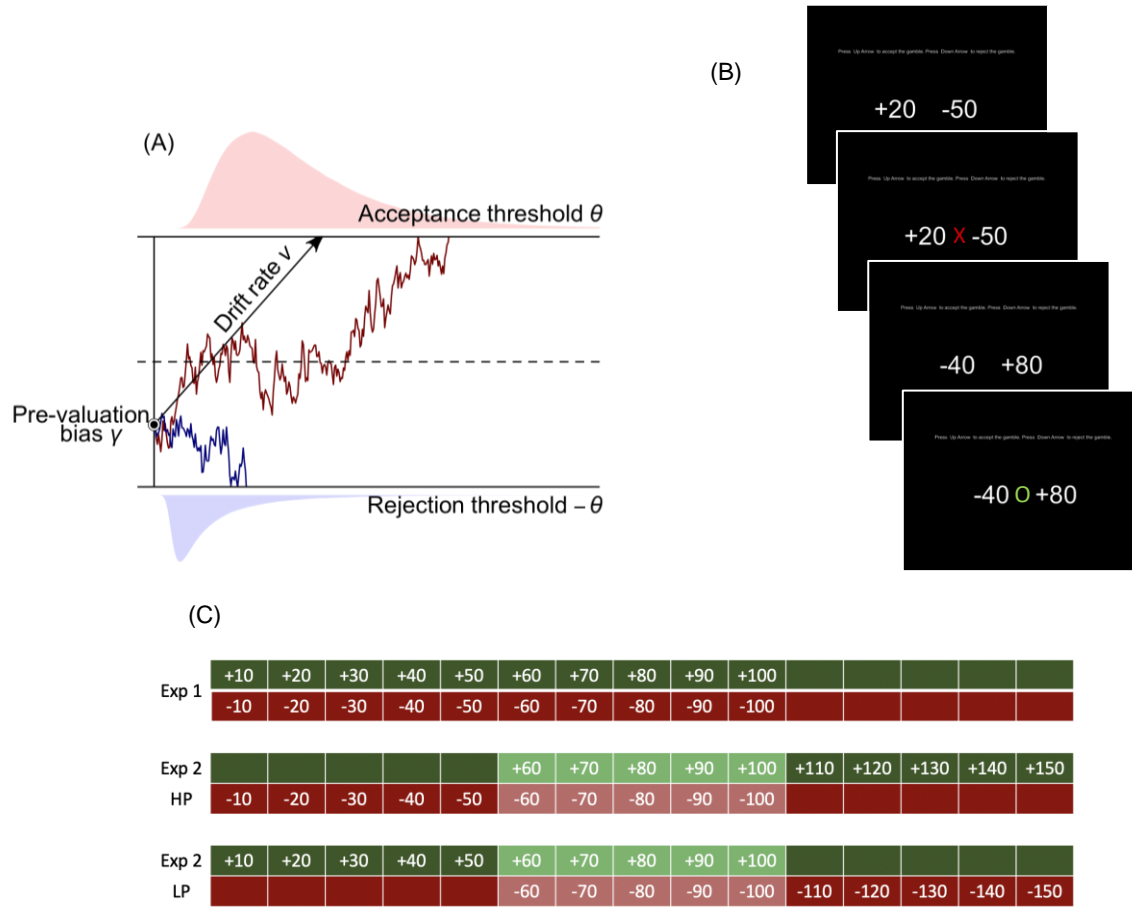 (A)
Acceptance threshold θ
Drift rate v
Pre-valuation
bias γ
Rejection threshold – θ
(B)
Press Up Arrow to accept the gamble. Press Down Arrow to reject the gamble.
+20 -50
Press Up Arrow to accept the gamble. Press Down Arrow to reject the gamble.
+20 X -50
Press Up Arrow to accept the gamble. Press Down Arrow to reject the gamble.
-40 +80
Press Up Arrow to accept the gamble. Press Down Arrow to reject the gamble.
-40 O +80
(C)
Exp 1
+10 +20 +30 +40 +50 +60 +70 +80 +90 +100
-10 -20 -30 -40 -50 -60 -70 -80 -90 -100
Exp 2 +60 +70 +80 +90 +100 +110 +120 +130 +140 +150
HP -10 -20 -30 -40 -50 -60 -70 -80 -90 -100
Exp 2 +10 +20 +30 +40 +50 +60 +70 +80 +90 +100
LP -60 -70 -80 -90 -100 -110 -120 -130 -140 -150